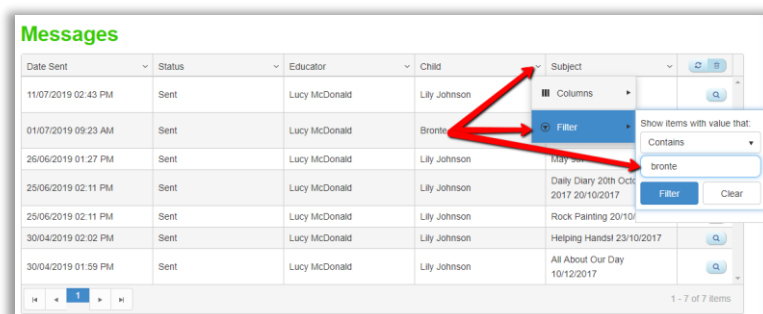 Messages
Date Sent Status Educator Child Subject
11/07/2019 02:43 PM Sent Lucy McDonald Lily Johnson
Columns
01/07/2019 09:23 AM Sent Lucy McDonald Bronte
Filter
Show items with value that:
Contains
bronte
Filter Clear
26/06/2019 01:27 PM Sent Lucy McDonald Lily Johnson May
25/06/2019 02:11 PM Sent Lucy McDonald Lily Johnson Daily Diary 20th Octo
2017 20/10/2017
25/06/2019 02:11 PM Sent Lucy McDonald Lily Johnson Rock Painting 20/10/
30/04/2019 02:02 PM Sent Lucy McDonald Lily Johnson Helping Hands! 23/10/2017
30/04/2019 01:59 PM Sent Lucy McDonald Lily Johnson All About Our Day
10/12/2017
1
1 - 7 of 7 items